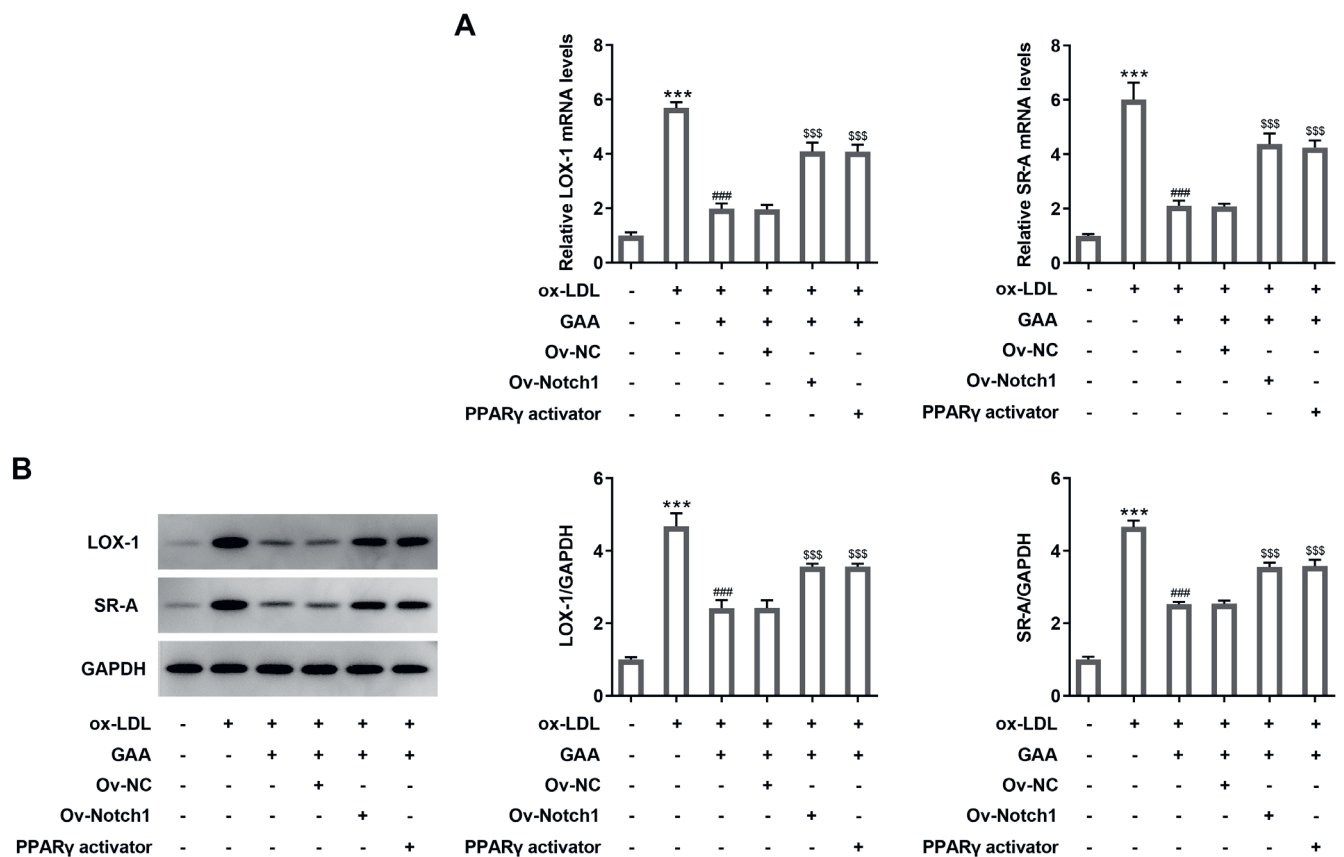 A
Relative LOX-1 mRNA levels
8
6
4
2
0
***
###
$$$
$$$
ox-LDL - + + + + +
GAA - - + + + +
Ov-NC - - - + - -
Ov-Notch1 - - - - + -
PPARγ activator - - - - - +
Relative SR-A mRNA levels
8
6
4
2
0
***
###
$$$
$$$
ox-LDL - + + + + +
GAA - - + + + +
Ov-NC - - - + - -
Ov-Notch1 - - - - + -
PPARγ activator - - - - - +
B
LOX-1
SR-A
GAPDH
ox-LDL - + + + + +
GAA - - + + + +
Ov-NC - - - + - -
Ov-Notch1 - - - - + -
PPARγ activator - - - - - +
LOX-1/GAPDH
6
4
2
0
***
###
$$$
$$$
ox-LDL - + + + + +
GAA - - + + + +
Ov-NC - - - + - -
Ov-Notch1 - - - - + -
PPARγ activator - - - - - +
SR-A/GAPDH
6
4
2
0
***
###
$$$
$$$
ox-LDL - + + + + +
GAA - - + + + +
Ov-NC - - - + - -
Ov-Notch1 - - - - + -
PPARγ activator - - - - - +